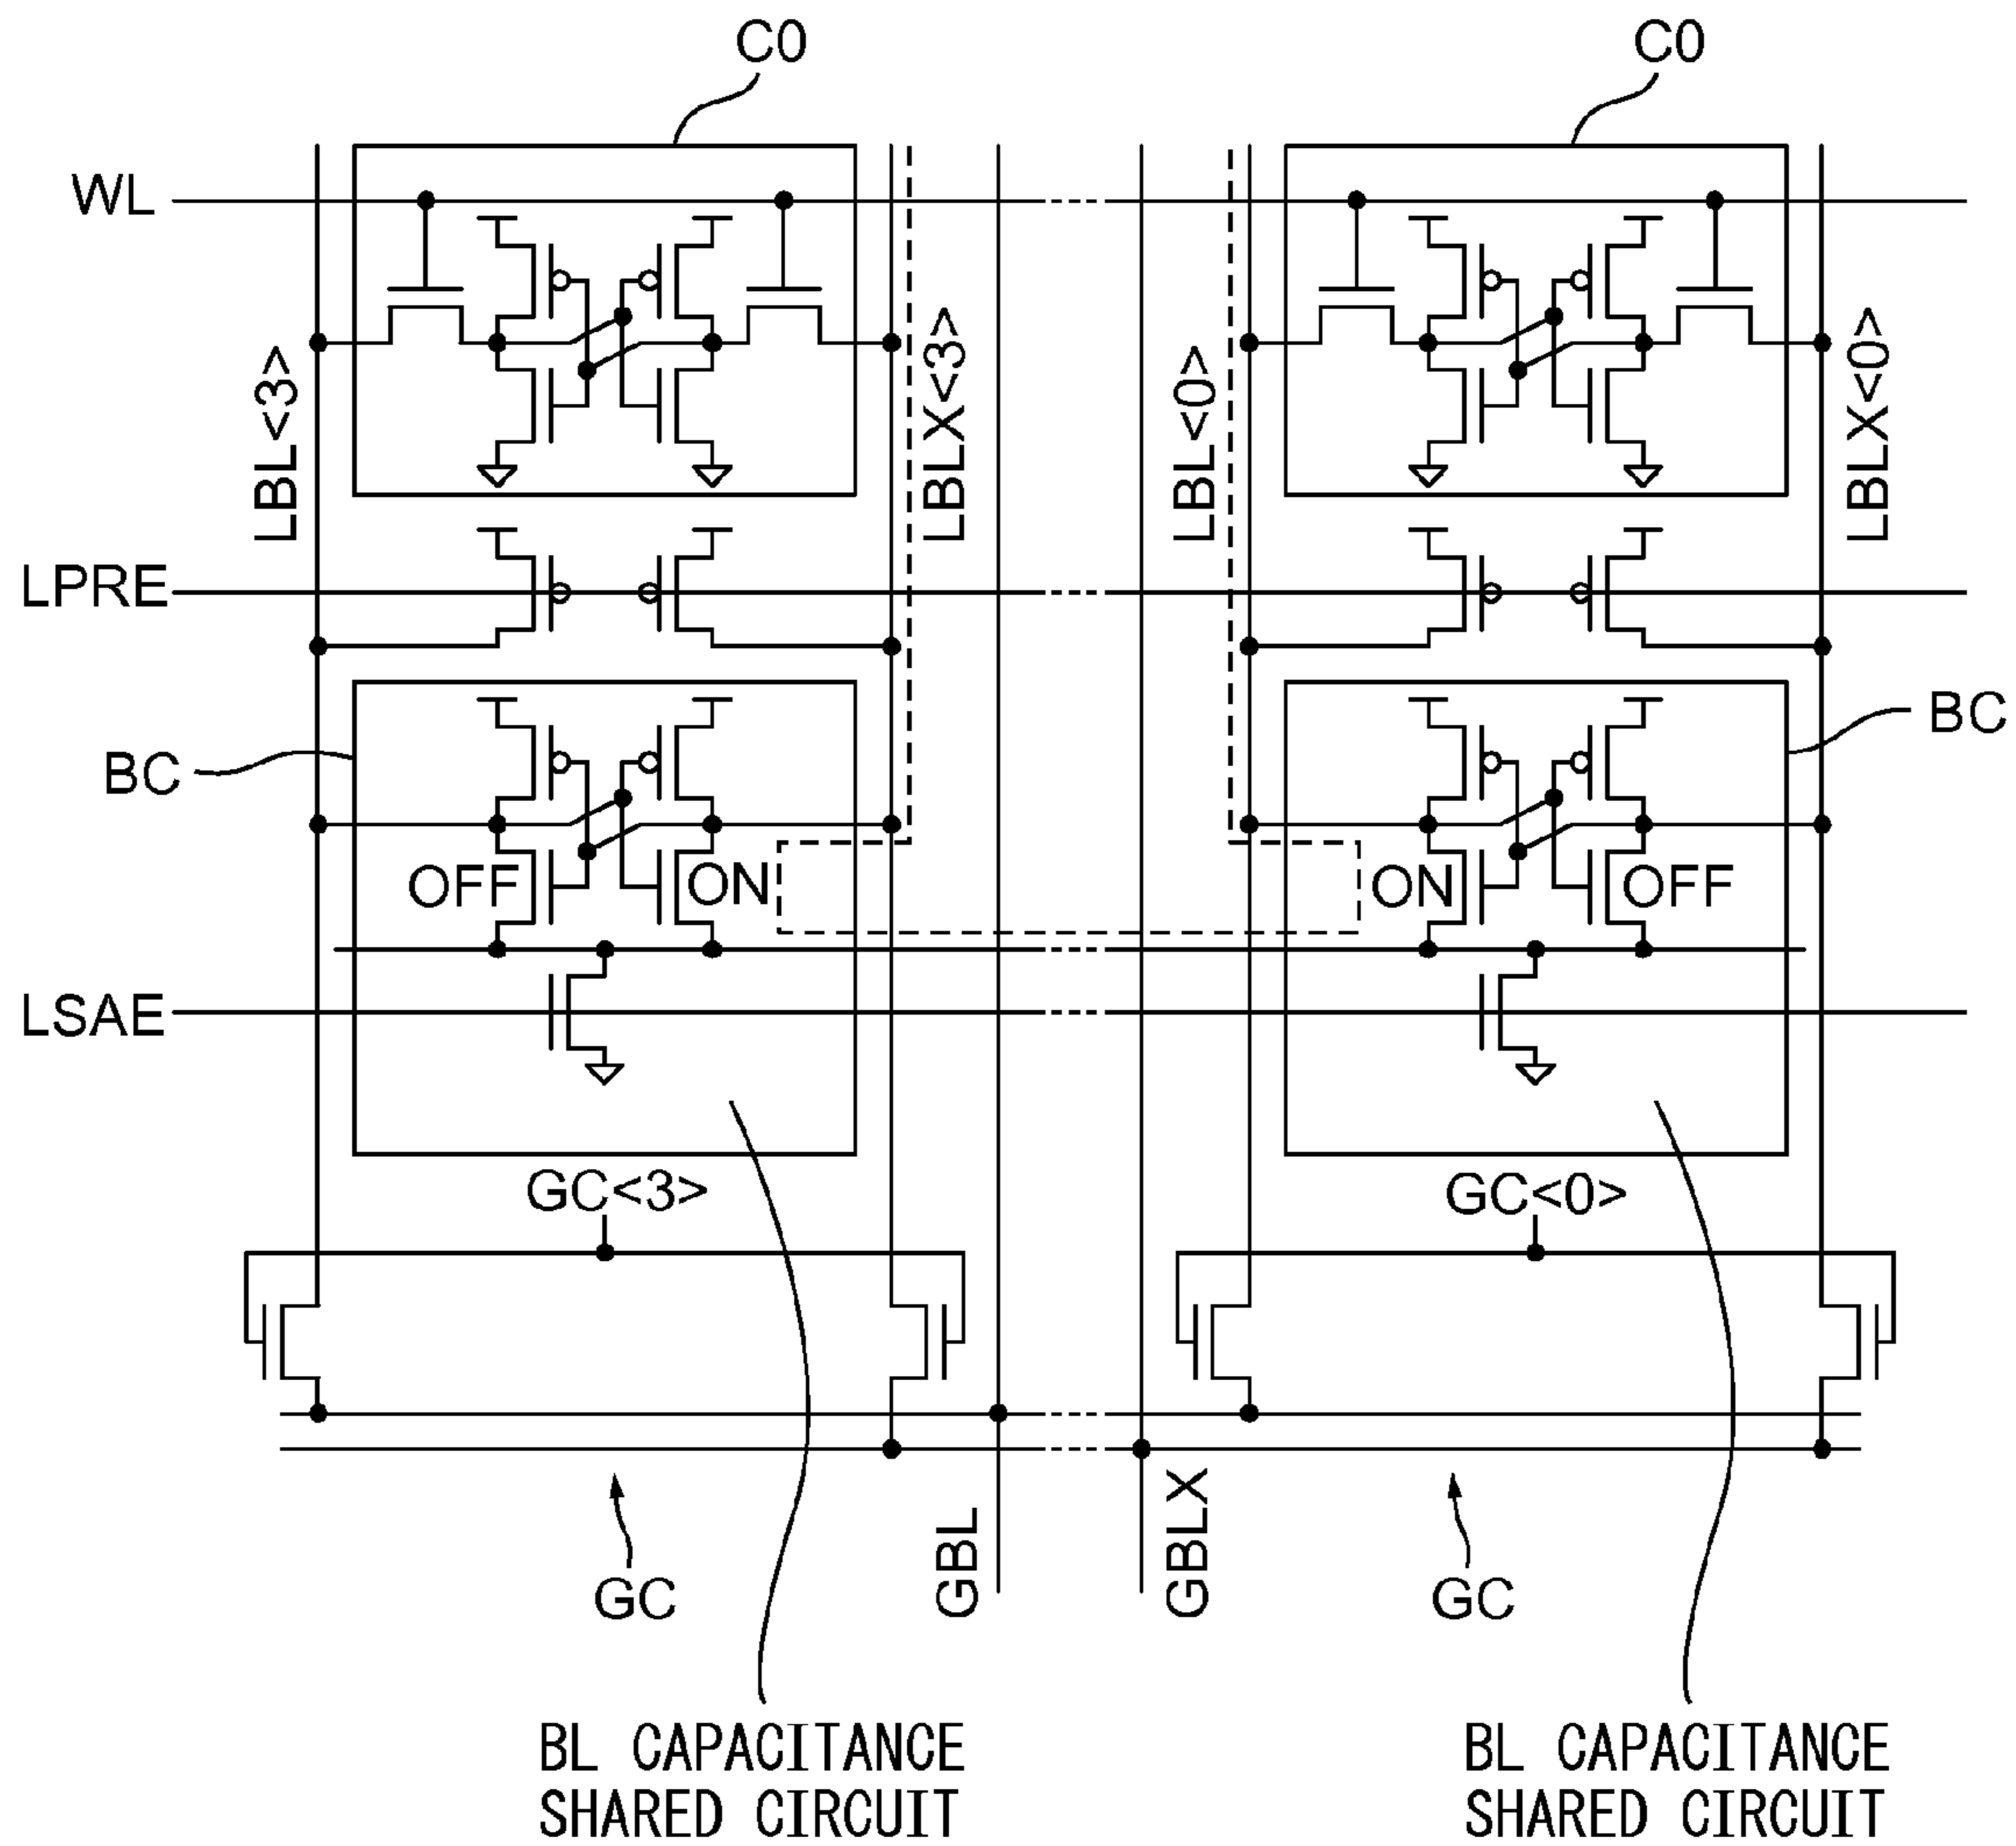 C0
C0
WL
LBL<3>
LBLX<3>
LBL<0>
LBLX<0>
LPRE
BC
BC
OFF
ON
ON
OFF
LSAE
GC<3>
GC<0>
GBL
GBLX
GC
GC
BL CAPACITANCE
SHARED CIRCUIT
BL CAPACITANCE
SHARED CIRCUIT